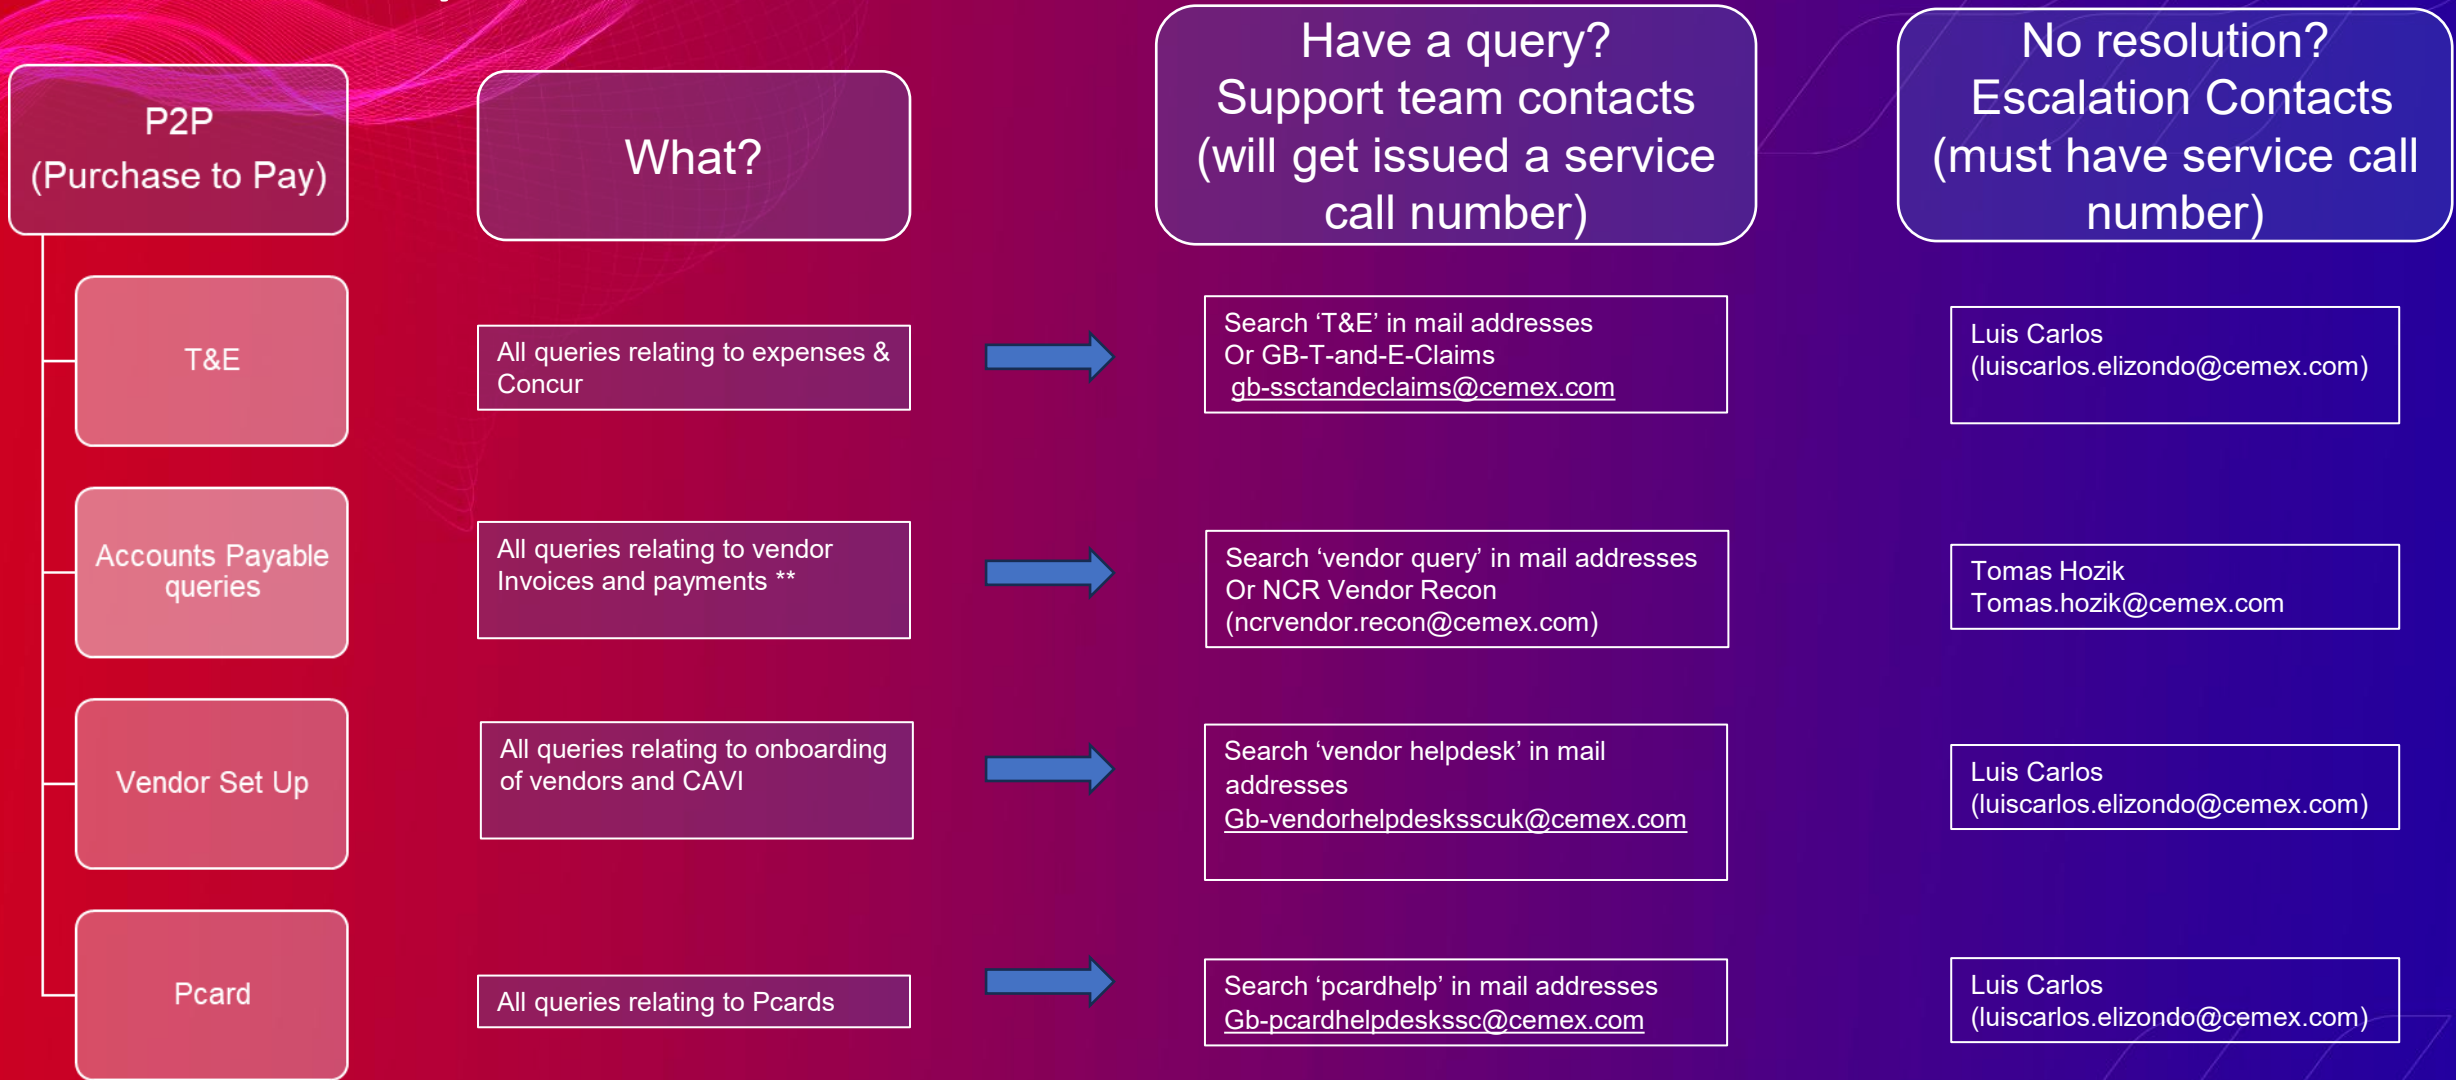 P2P
(Purchase to Pay)
What?
Have a query?
Support team contacts
(will get issued a service
call number)
No resolution?
Escalation Contacts
(must have service call
number)
T&E
All queries relating to expenses &
Concur
Search ‘T&E’ in mail addresses
Or GB-T-and-E-Claims
gb-ssctandeclaims@cemex.com
Luis Carlos
(luiscarlos.elizondo@cemex.com)
Accounts Payable
queries
All queries relating to vendor
Invoices and payments **
Search ‘vendor query’ in mail addresses
Or NCR Vendor Recon
(ncrvendor.recon@cemex.com)
Tomas Hozik
Tomas.hozik@cemex.com
Vendor Set Up
All queries relating to onboarding
of vendors and CAVI
Search ‘vendor helpdesk’ in mail
addresses
Gb-vendorhelpdesksscuk@cemex.com
Luis Carlos
(luiscarlos.elizondo@cemex.com)
Pcard
All queries relating to Pcards
Search ‘pcardhelp’ in mail addresses
Gb-pcardhelpdeskssc@cemex.com
Luis Carlos
(luiscarlos.elizondo@cemex.com)